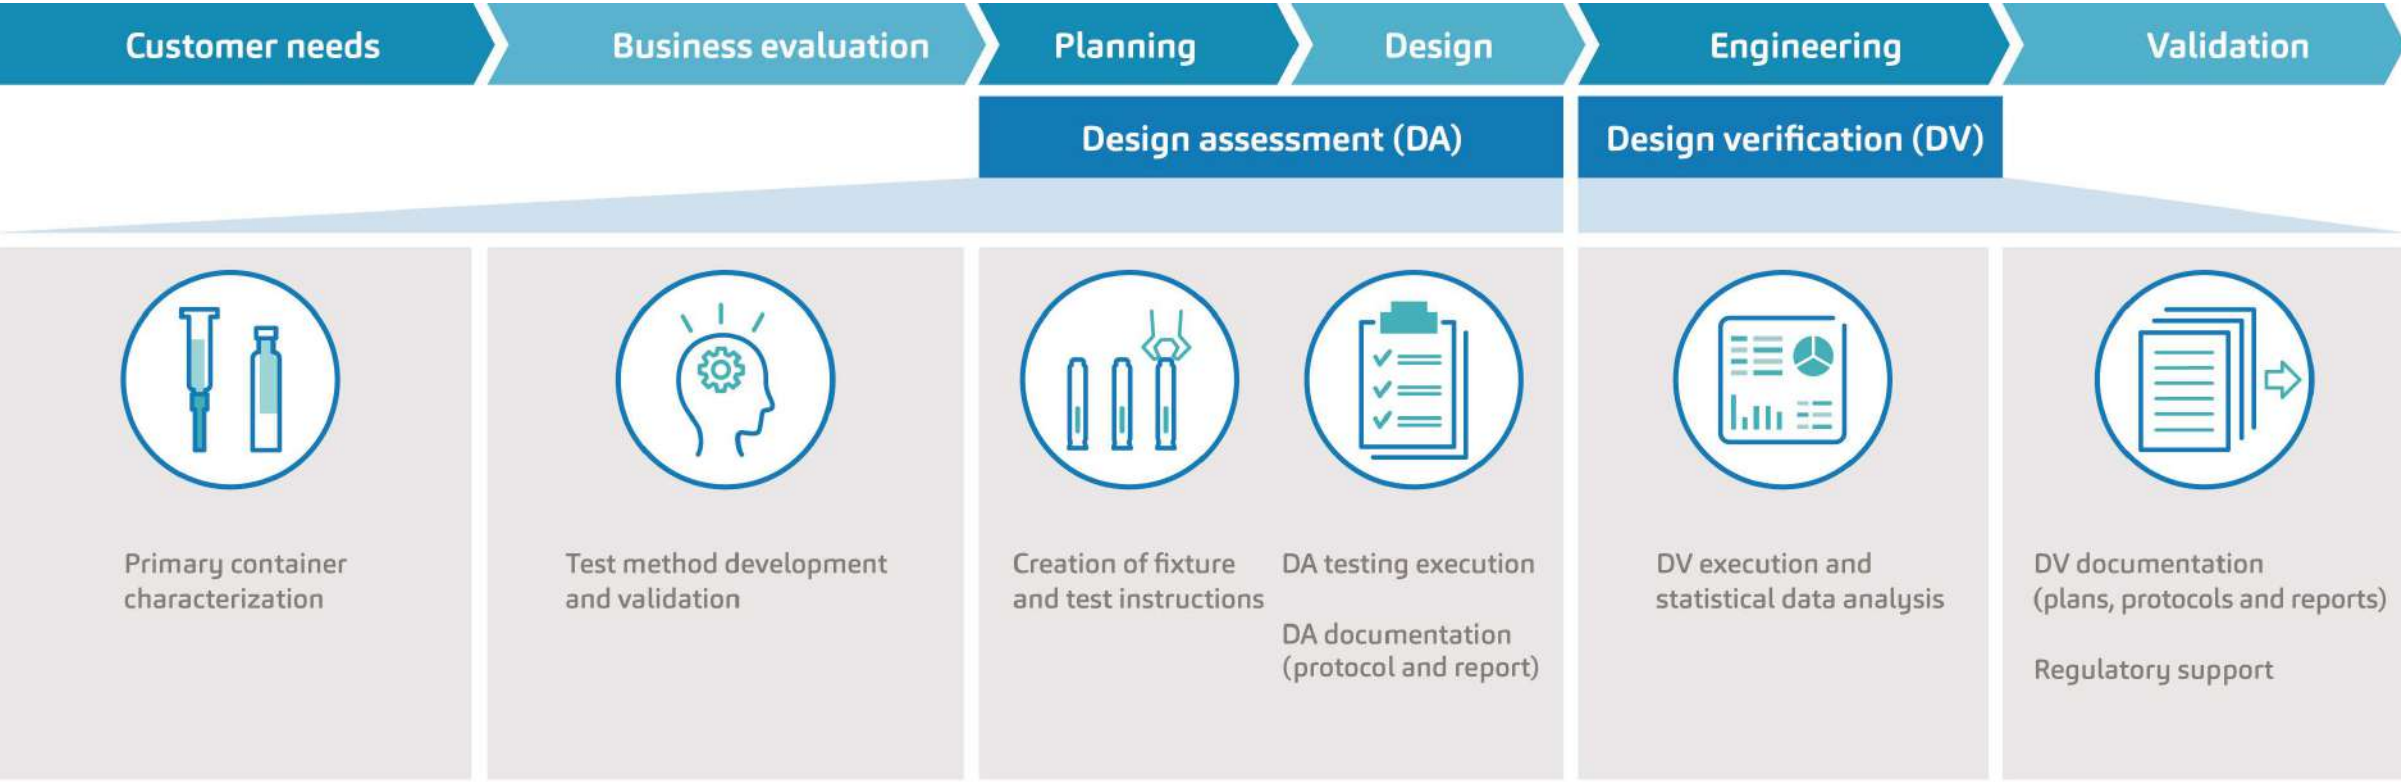 Customer needs
Business evaluation
Planning
Design
Engineering
Validation
Design assessment (DA)
Design verification (DV)
Primary container
characterization
Test method development
and validation
Creation of fixture
and test instructions
DA testing execution
DA documentation
(protocol and report)
DV execution and
statistical data analysis
DV documentation
(plans, protocols and reports)
Regulatory support